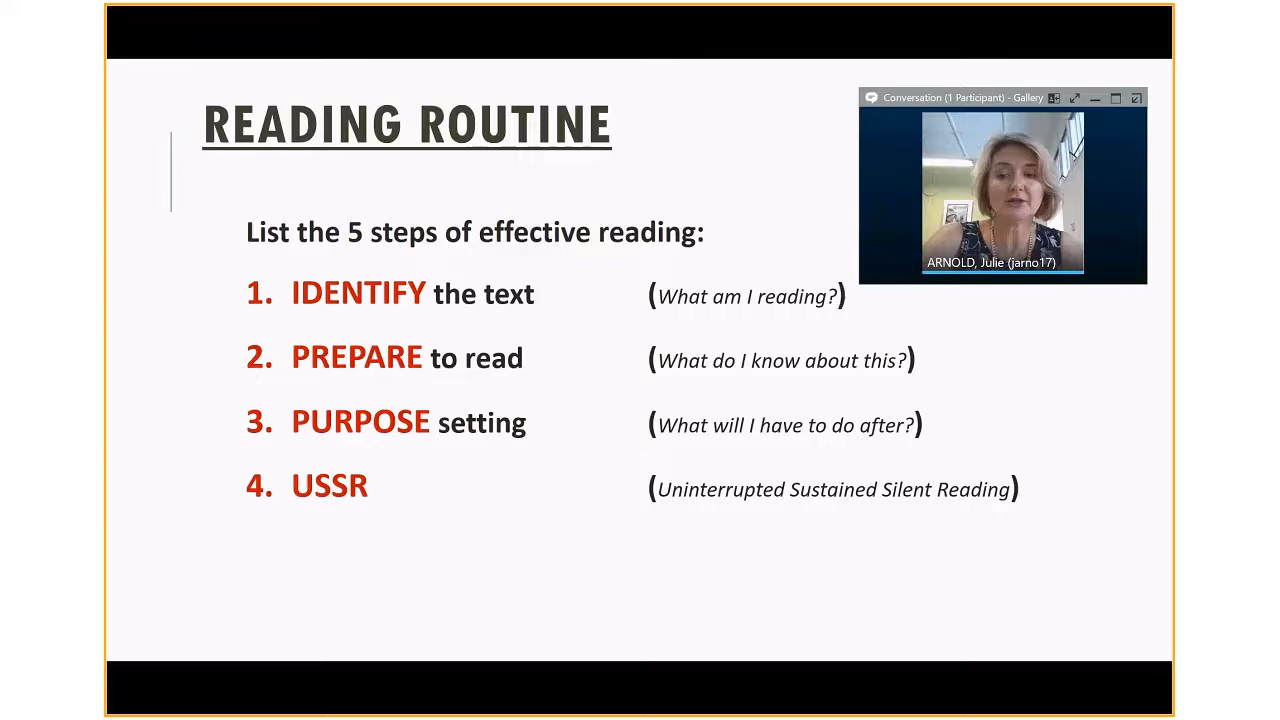 READING ROUTINE
Conversation (1 Participant) - Gallery
ARNOLD, Julie (jarno17)
List the 5 steps of effective reading:
1. IDENTIFY the text (What am I reading?)
2. PREPARE to read (What do I know about this?)
3. PURPOSE setting (What will I have to do after?)
4. USSR (Uninterrupted Sustained Silent Reading)